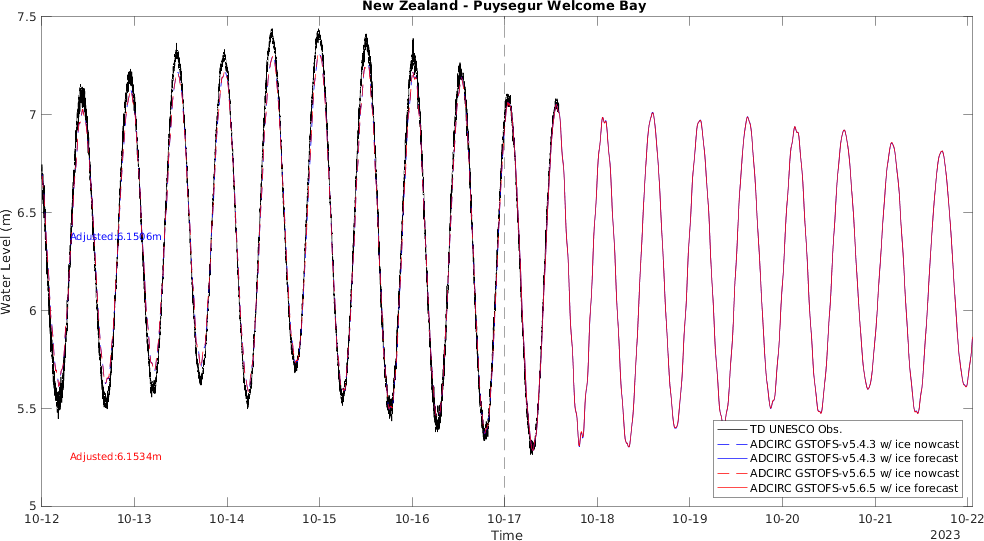 New Zealand - Puysegur Welcome Bay
7.5
7
6.5
6
5.5
5
Water Level (m)
Adjusted:6.1506m
Adjusted:6.1534m
TD UNESCO Obs.
ADCIRC GSTOFS-v5.4.3 w/ ice nowcast
ADCIRC GSTOFS-v5.4.3 w/ ice forecast
ADCIRC GSTOFS-v5.6.5 w/ ice nowcast
ADCIRC GSTOFS-v5.6.5 w/ ice forecast
10-12 10-13 10-14 10-15 10-16 10-17 10-18 10-19 10-20 10-21 10-22
Time
2023